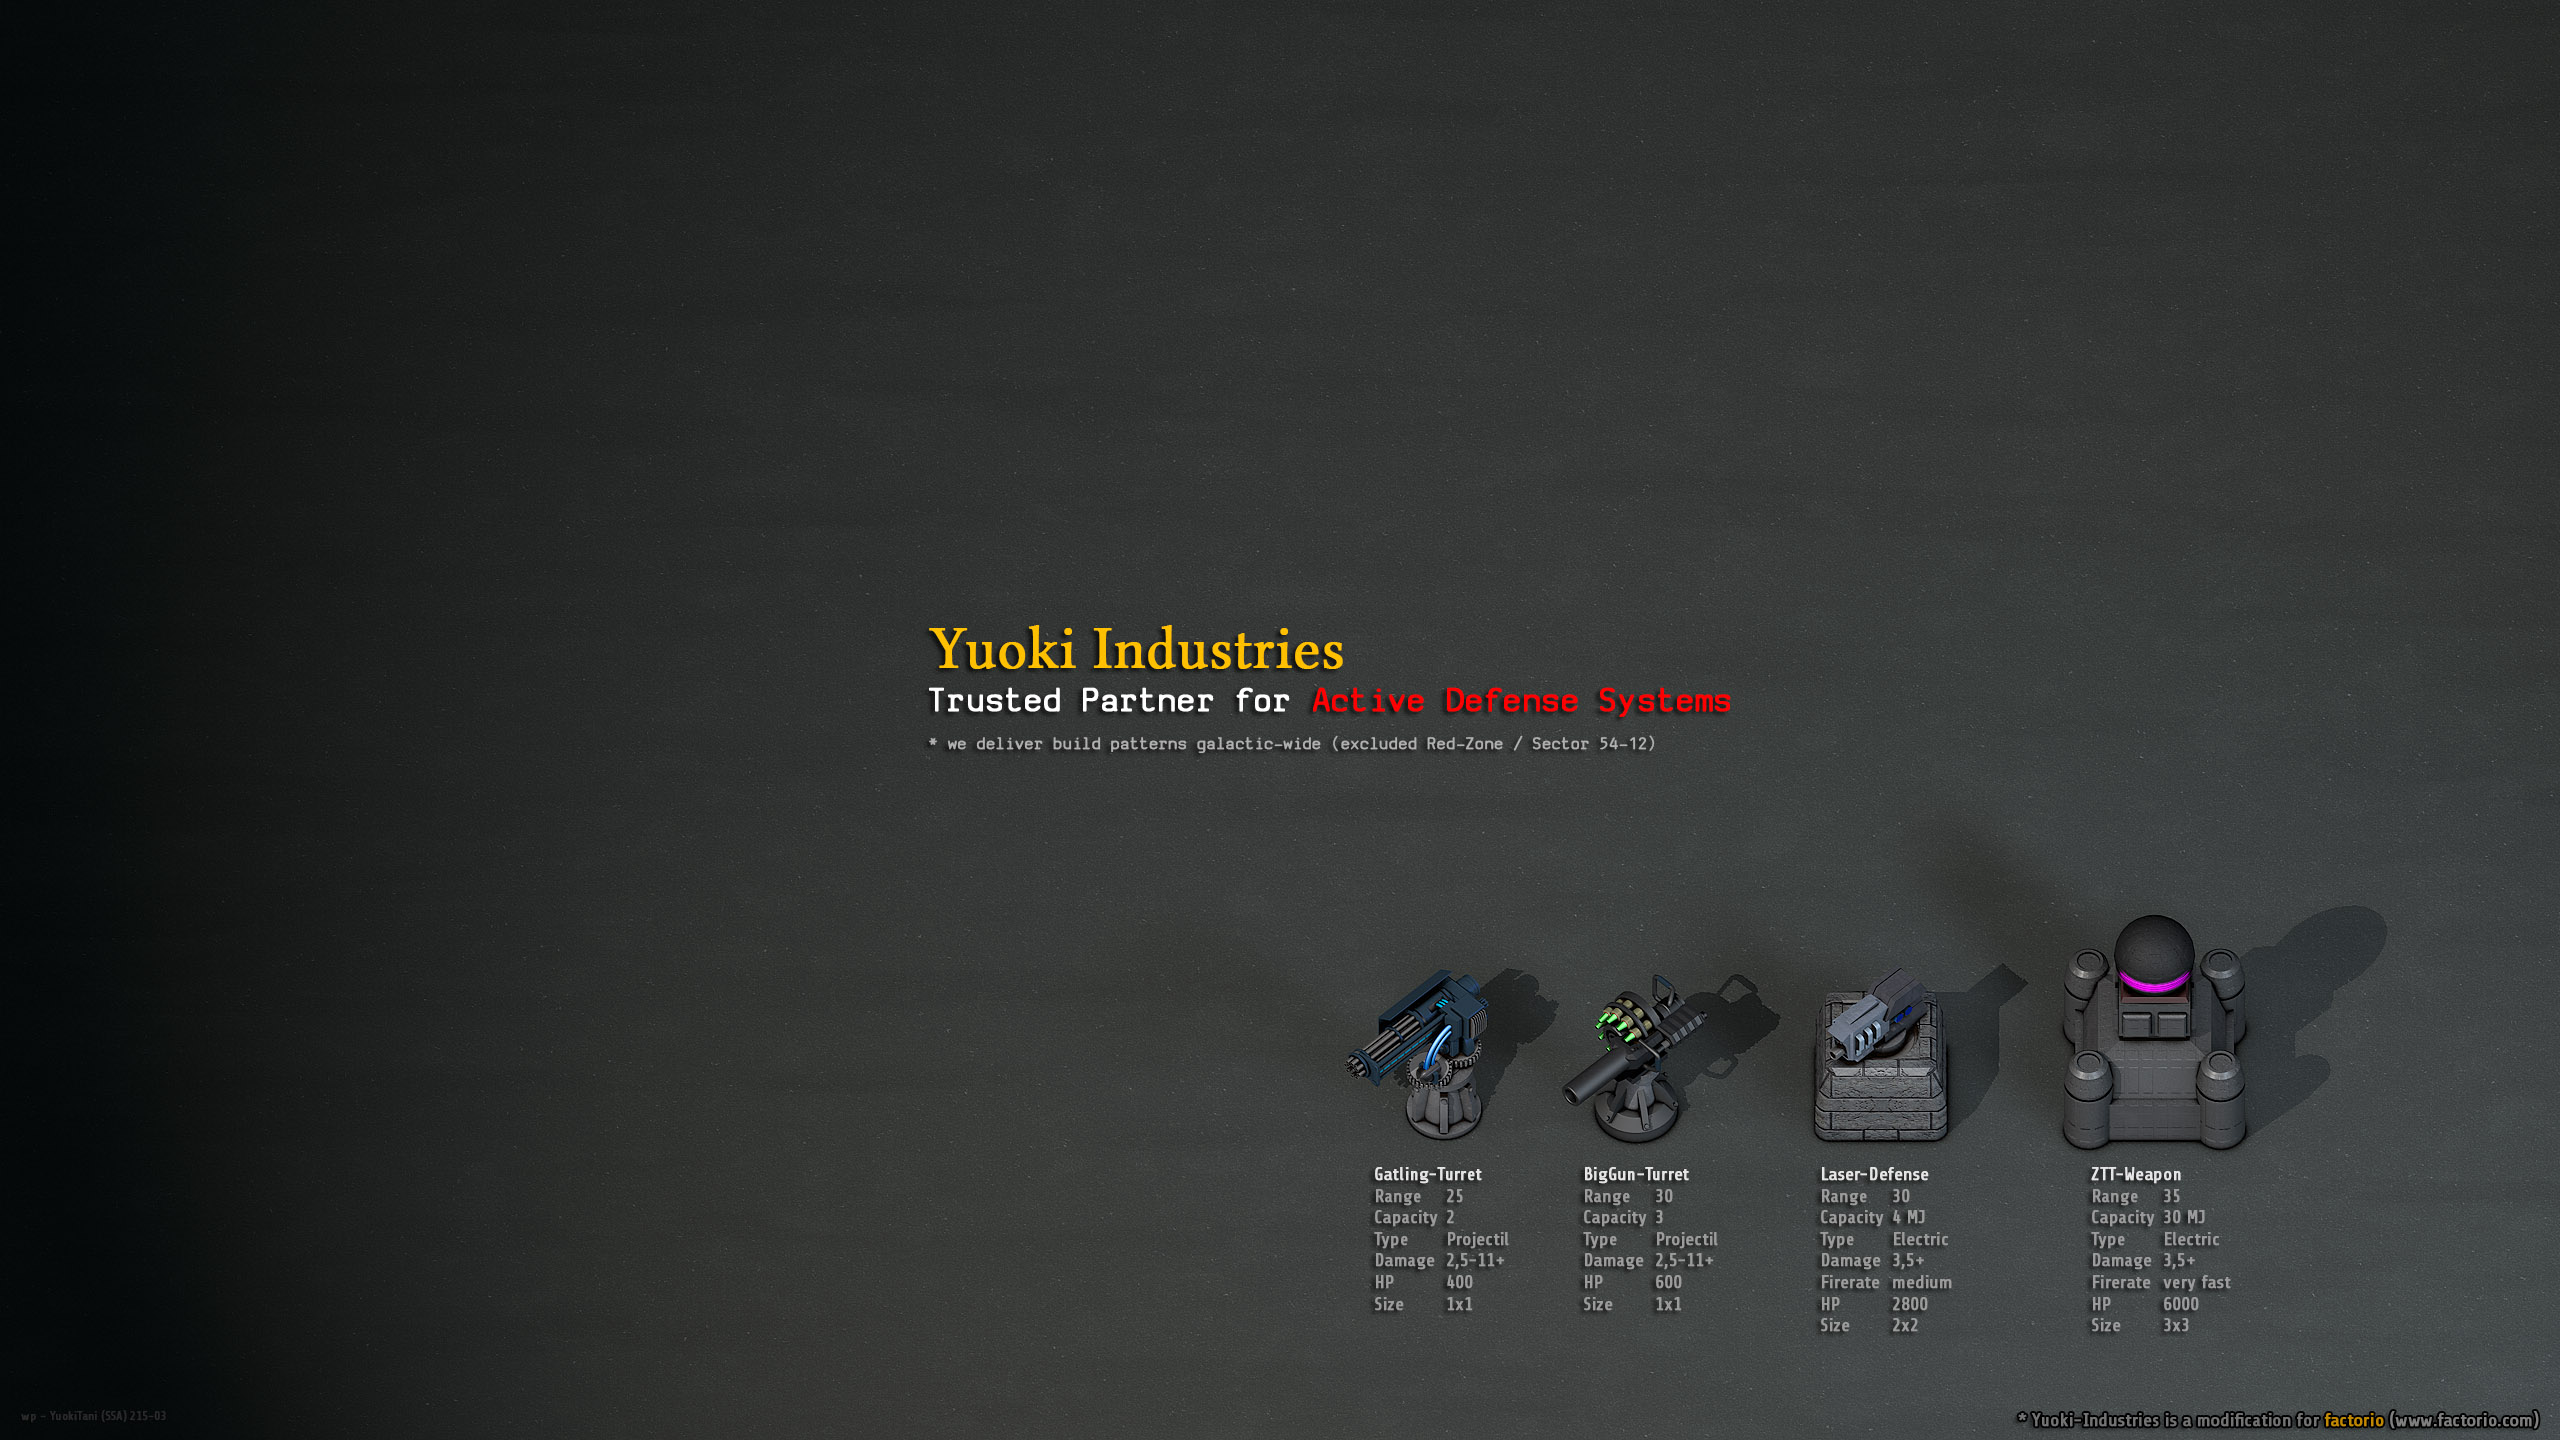 Yuoki Industries
Trusted Partner for Active Defense Systems
* we deliver build patterns galactic-wide (excluded Red-Zone / Sector 54-12)
Gatling-Turret
Range 25
Capacity 2
Type Projectil
Damage 2,5-11+
HP 400
Size 1x1
BigGun-Turret
Range 30
Capacity 3
Type Projectil
Damage 2,5-11+
HP 600
Size 1x1
Laser-Defense
Range 30
Capacity 4 MJ
Type Electric
Damage 3,5+
Firerate medium
HP 2800
Size 2x2
ZTT-Weapon
Range 35
Capacity 30 MJ
Type Electric
Damage 3,5+
Firerate very fast
HP 6000
Size 3x3
wp - YuokiTani (SSA) 215-03
* Yuoki-Industries is a modification for factorio (www.factorio.com)